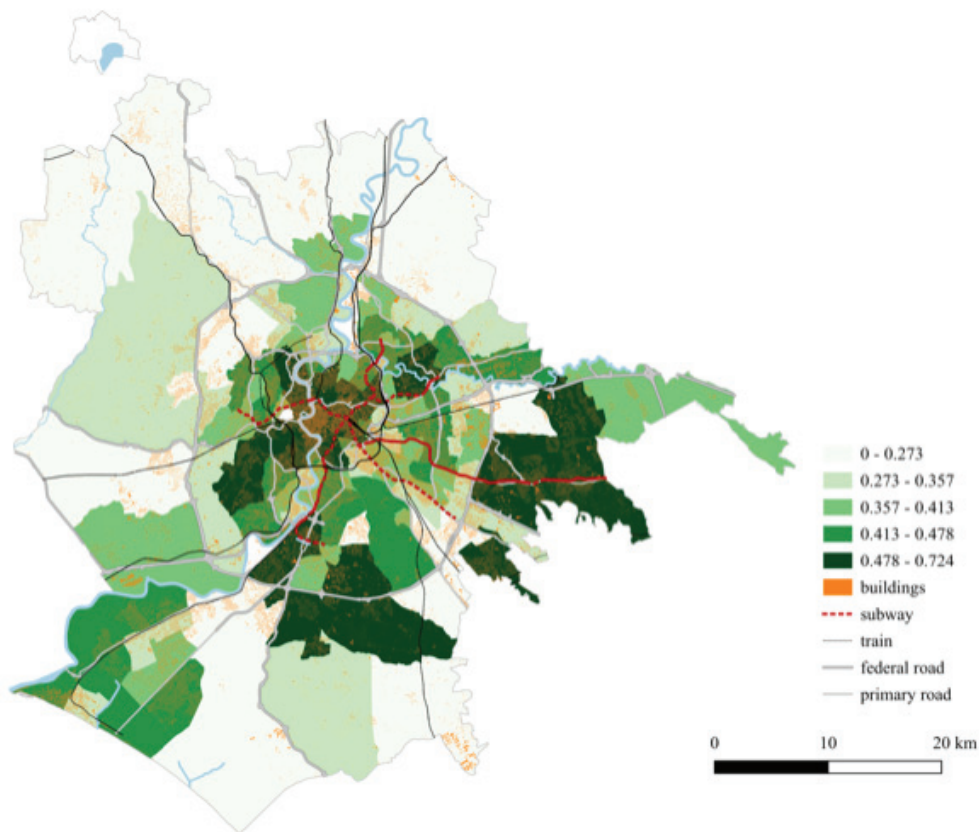 0 - 0.273
0.273 - 0.357
0.357 - 0.413
0.413 - 0.478
0.478 - 0.724
buildings
subway
train
federal road
primary road
0 10 20 km